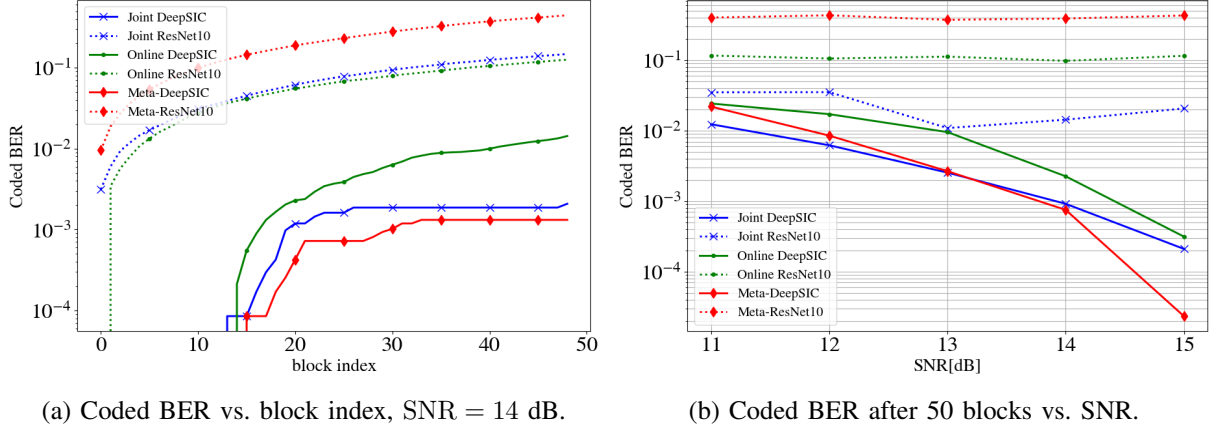 Joint DeepSIC
Joint ResNet10
Online DeepSIC
Online ResNet10
Meta-DeepSIC
Meta-ResNet10
Coded BER
10⁻¹
10⁻²
10⁻³
10⁻⁴
0 10 20 30 40 50
block index
(a) Coded BER vs. block index, SNR = 14 dB.
Coded BER
10⁰
10⁻¹
10⁻²
10⁻³
10⁻⁴
Joint DeepSIC
Joint ResNet10
Online DeepSIC
Online ResNet10
Meta-DeepSIC
Meta-ResNet10
11 12 13 14 15
SNR[dB]
(b) Coded BER after 50 blocks vs. SNR.